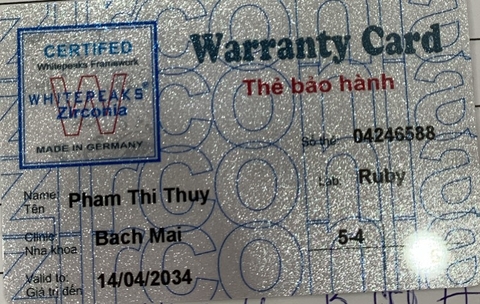 CERTIFED
Whitepeaks Framework
WHITEPEAKS®
Zirconia
MADE IN GERMANY
Warranty Card
Thẻ bảo hành
Số thẻ 04246588
Lab: Ruby
Name
Tên
Pham Thi Thuy
Clinic
Nha khoa
Bach Mai
5-4
Valid to:
Giá trị đến
14/04/2034